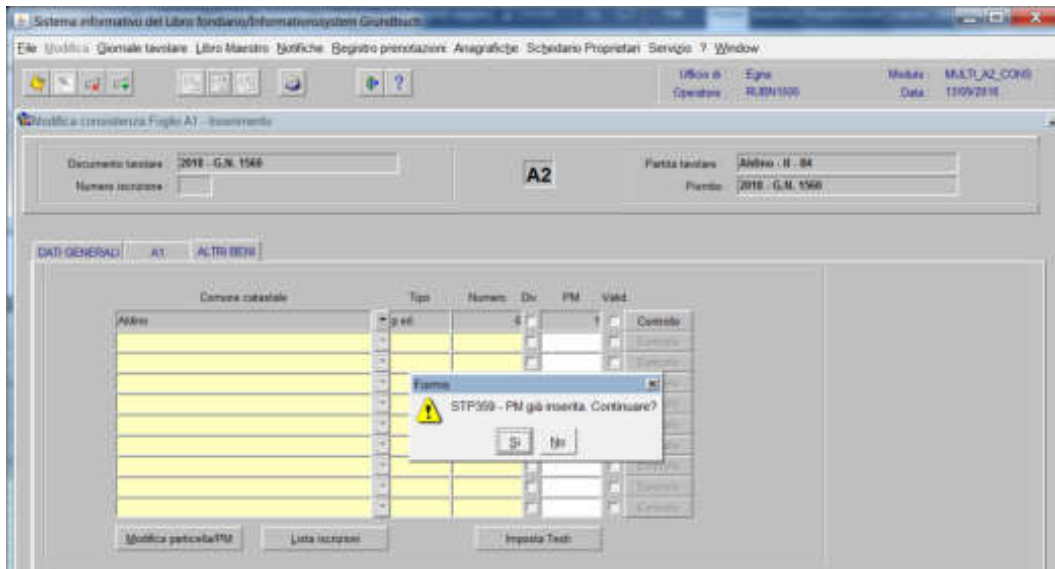 Sistema informativo del Libro fondiario/Informationssystem Grundbuch
File Modifica Giornale tavolare Libro Maestro Notifiche Registro prenotazioni Anagrafiche Schedario Proprietari Servizio ? Window
Ufficio di Egna Modulo MULTI_A2_CONS
Operatore Data 13/09/2018
Modifica consistenza Foglio A1 - Inserimento
Documento tavolare 2018 - G.N. 1560 A2 Partita tavolare Aldino - II - 84
Numero iscrizione Piombo 2018 - G.N. 1560
DATI GENERALI A1 ALTRI BENI
Comune catastale Tipo Numero Div. PM Valid.
Aldino p.ed. 6 1 Controllo
Forms
STP359 - PM già inserita. Continuare?
Si No
Modifica particella/PM Lista iscrizioni Imposta Testi